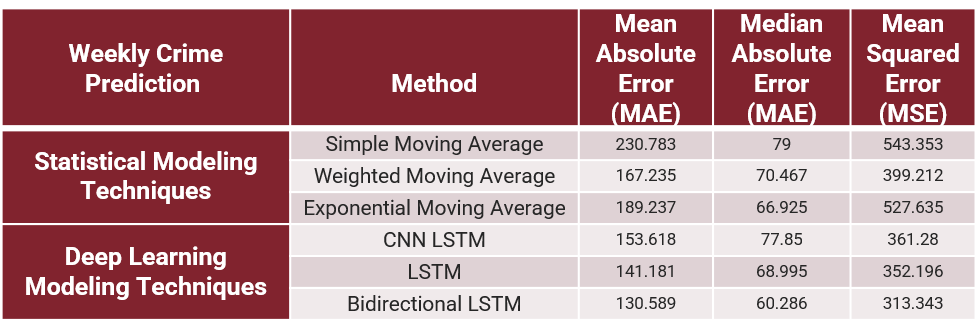 Weekly Crime
Prediction
Method
Mean
Absolute
Error
(MAE)
Median
Absolute
Error
(MAE)
Mean
Squared
Error
(MSE)
Statistical Modeling
Techniques
Simple Moving Average 230.783 79 543.353
Weighted Moving Average 167.235 70.467 399.212
Exponential Moving Average 189.237 66.925 527.635
Deep Learning
Modeling Techniques
CNN LSTM 153.618 77.85 361.28
LSTM 141.181 68.995 352.196
Bidirectional LSTM 130.589 60.286 313.343